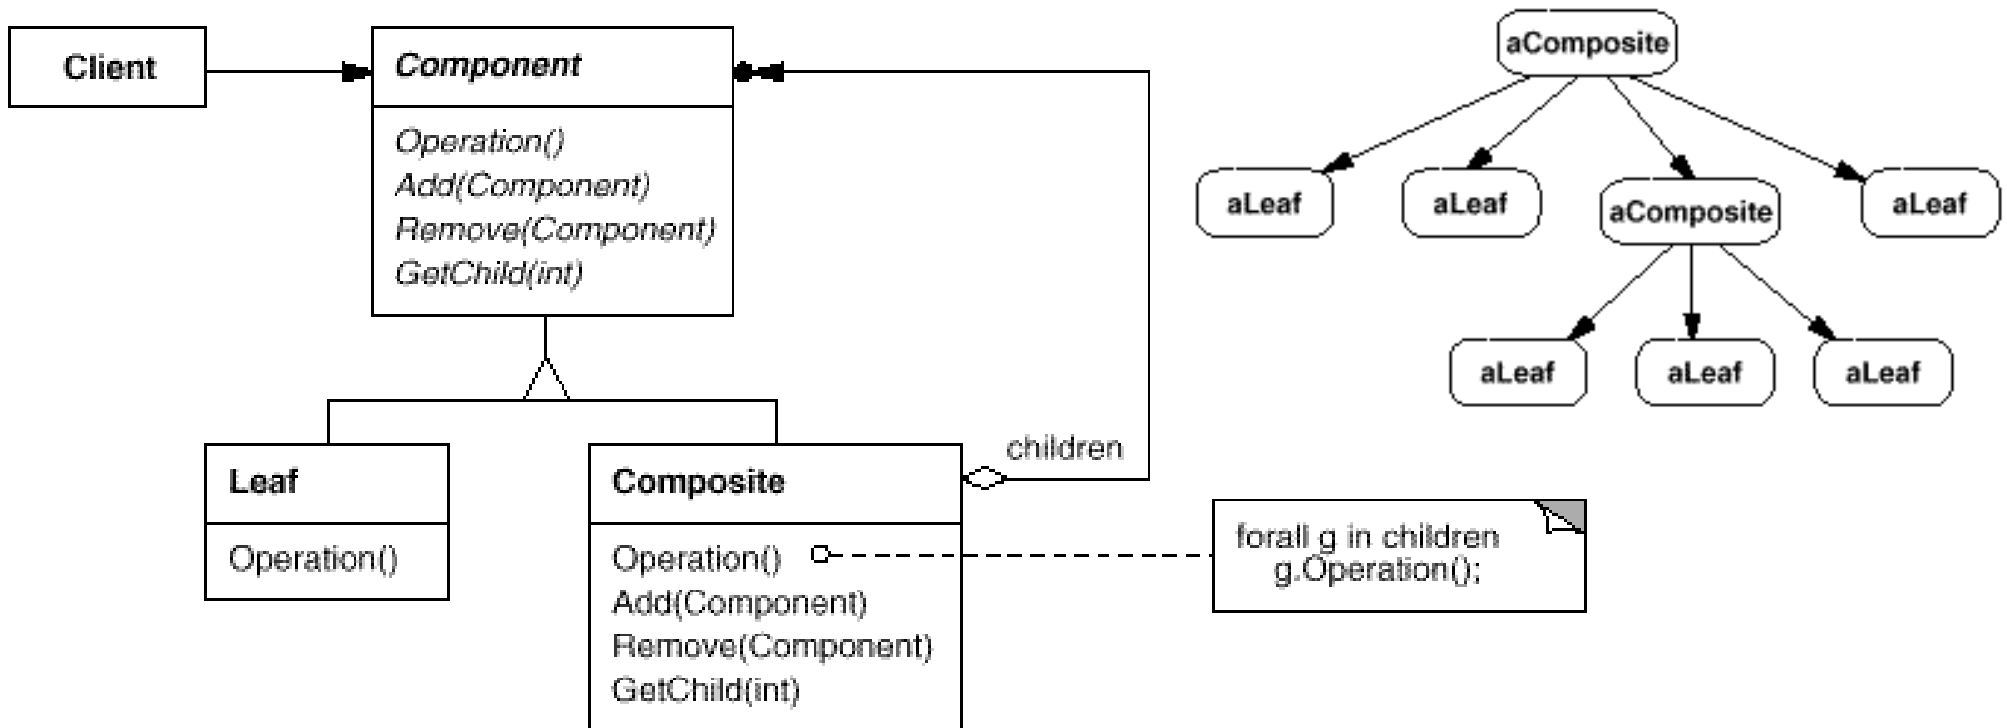 Client
Component
Operation()
Add(Component)
Remove(Component)
GetChild(int)
Leaf
Operation()
Composite
Operation()
Add(Component)
Remove(Component)
GetChild(int)
children
forall g in children
g.Operation();
aComposite
aLeaf
aLeaf
aComposite
aLeaf
aLeaf
aLeaf
aLeaf